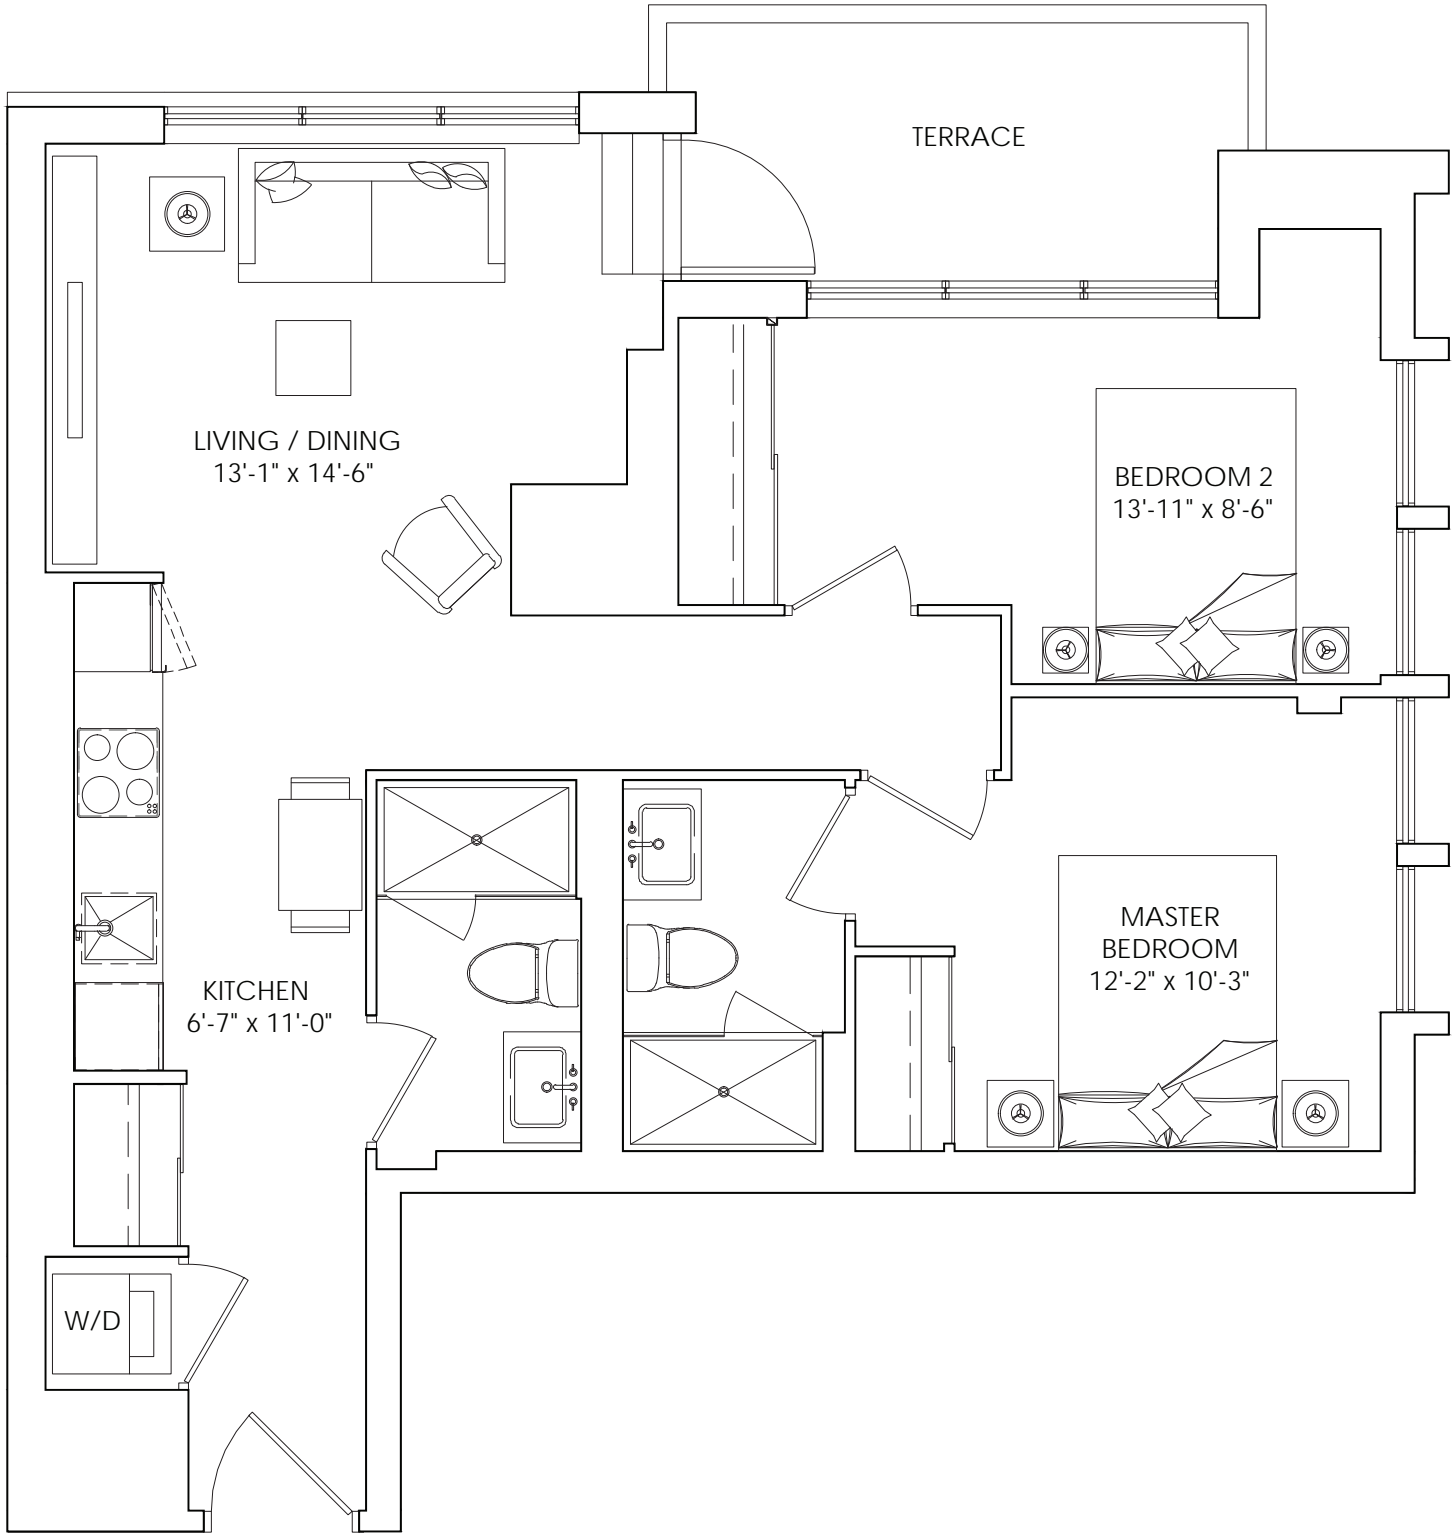 TERRACE
LIVING / DINING
13'-1" x 14'-6"
BEDROOM 2
13'-11" x 8'-6"
MASTER
BEDROOM
12'-2" x 10'-3"
KITCHEN
6'-7" x 11'-0"
W/D